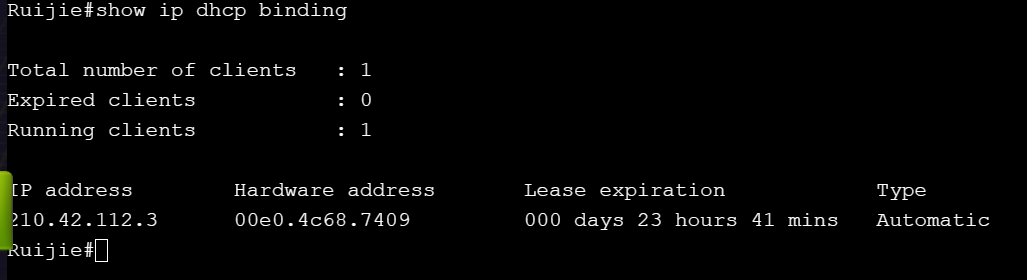 Ruijie#show ip dhcp binding
Total number of clients   : 1
Expired clients           : 0
Running clients           : 1
IP address        Hardware address       Lease expiration            Type
210.42.112.3      00e0.4c68.7409         000 days 23 hours 41 mins   Automatic
Ruijie#